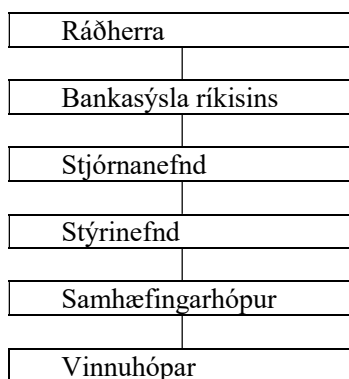 Ráðherra
Bankasýsla ríkisins
Stjórnanefnd
Stýrinefnd
Samhæfingarhópur
Vinnuhópar